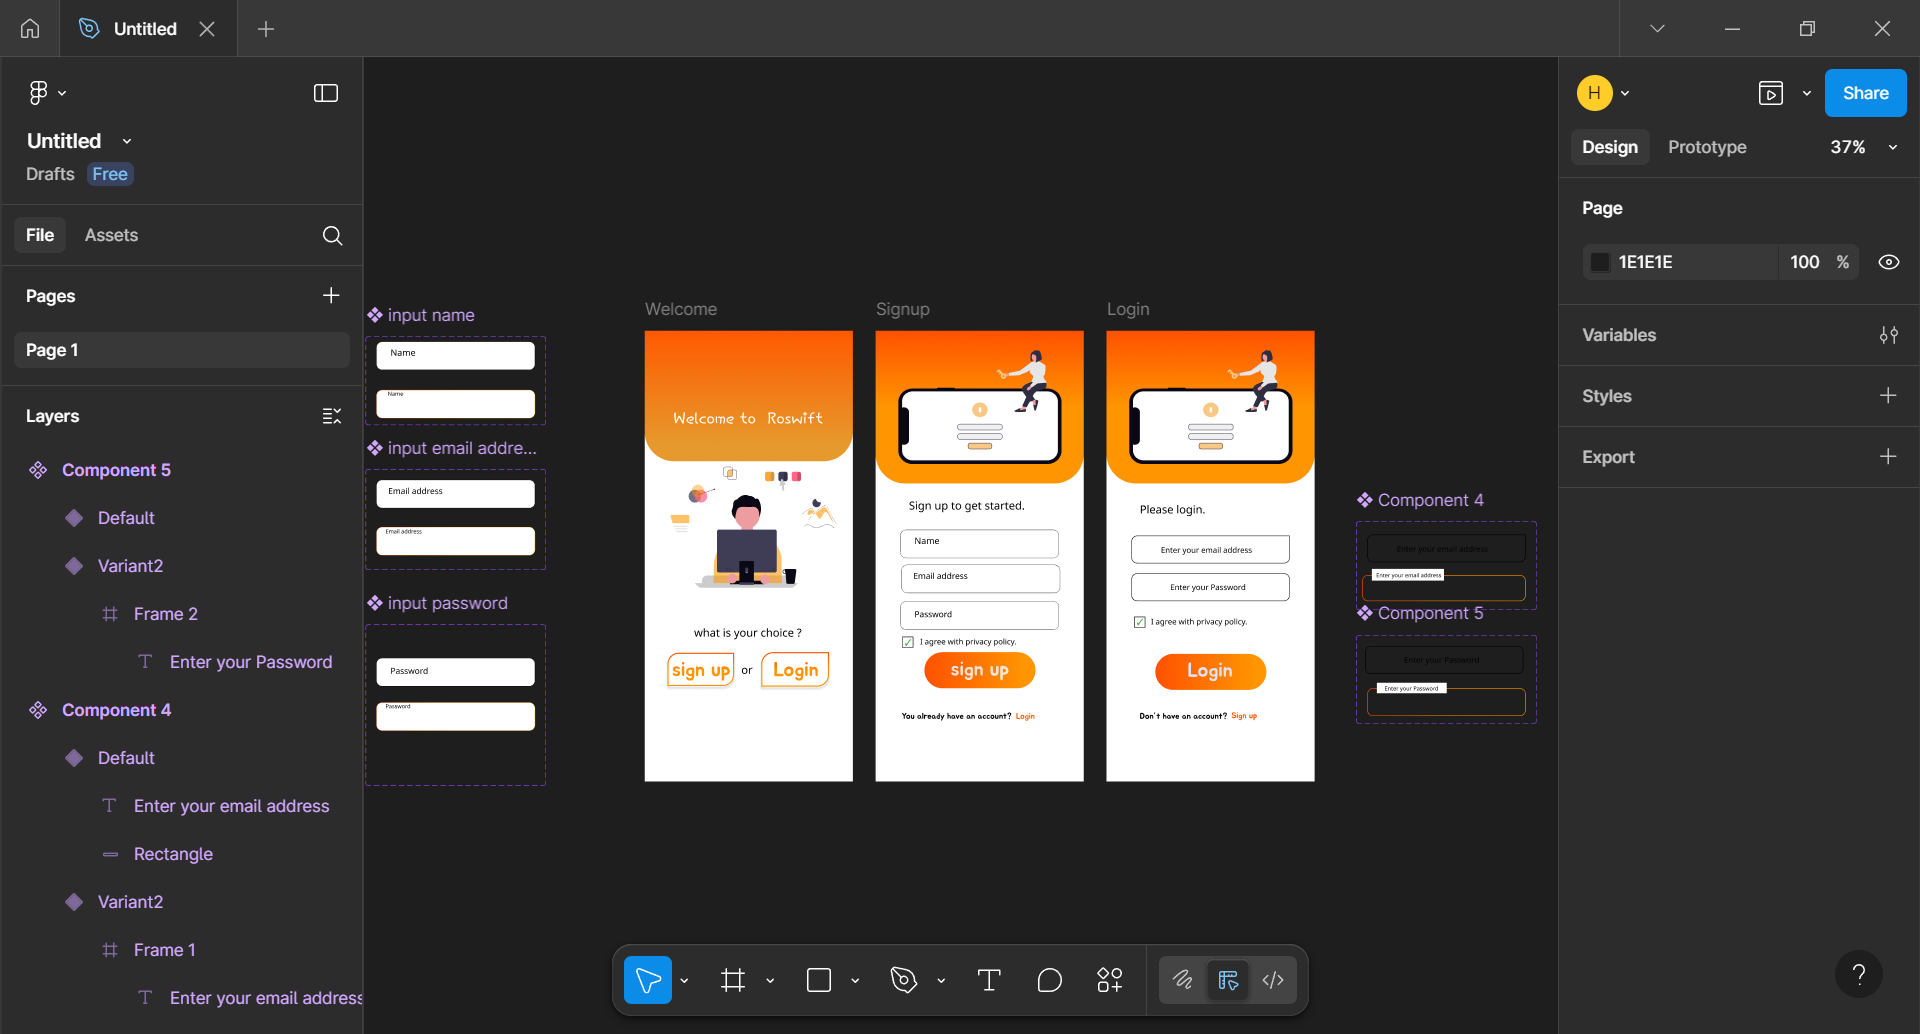 Untitled
H
Share
Untitled
Drafts Free
Design Prototype 37%
File Assets
Page
1E1E1E 100 %
Pages
Page 1
Variables
Styles
Export
Layers
Component 5
Default
Variant2
Frame 2
Enter your Password
Component 4
Default
Enter your email address
Rectangle
Variant2
Frame 1
Enter your email address
input name
Name
Name
input email addre...
Email address
Email address
input password
Password
Password
Welcome
Welcome to Roswift
what is your choice ?
sign up or Login
Signup
Sign up to get started.
Name
Email address
Password
✓ I agree with privacy policy.
sign up
You already have an account? Login
Login
Please login.
Enter your email address
Enter your Password
✓ I agree with privacy policy.
Login
Don't have an account? Sign up
Component 4
Enter your email address
Enter your email address
Component 5
Enter your Password
Enter your Password
?